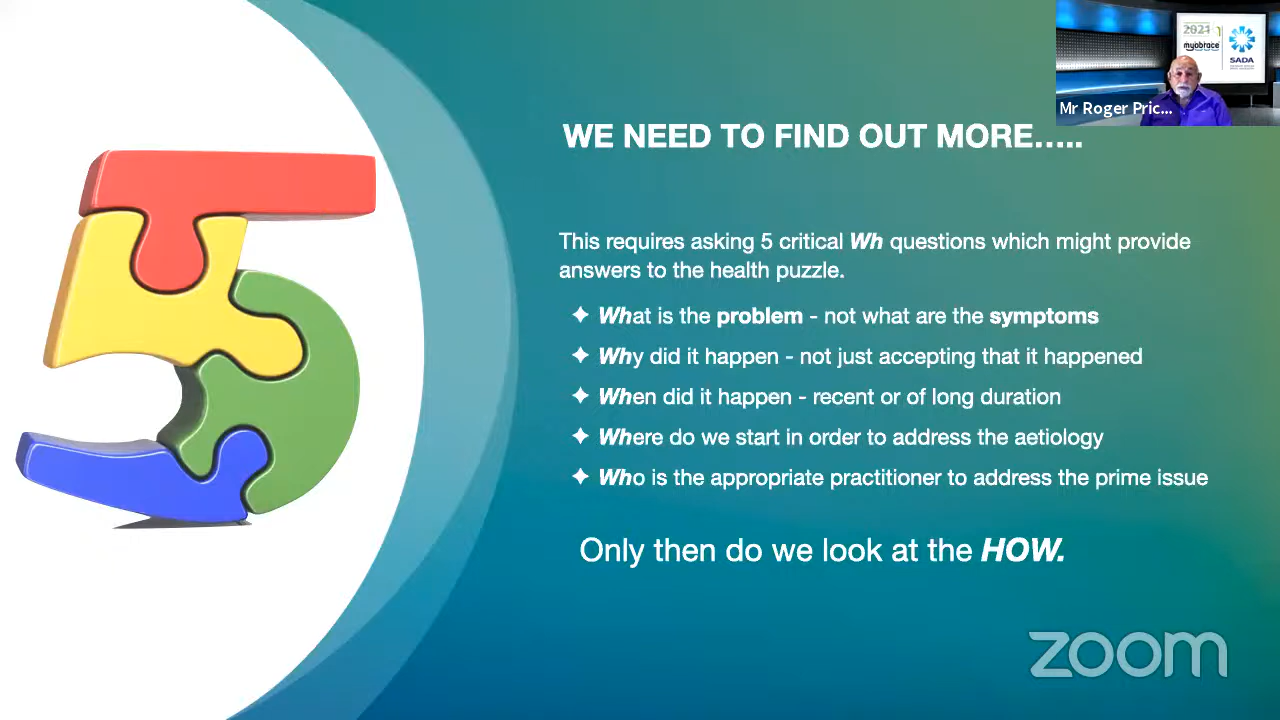 2021
myobrace
SADA
Mr Roger Pric...
WE NEED TO FIND OUT MORE.....
This requires asking 5 critical Wh questions which might provide
answers to the health puzzle.
✦ What is the problem - not what are the symptoms
✦ Why did it happen - not just accepting that it happened
✦ When did it happen - recent or of long duration
✦ Where do we start in order to address the aetiology
✦ Who is the appropriate practitioner to address the prime issue
Only then do we look at the HOW.
zoom